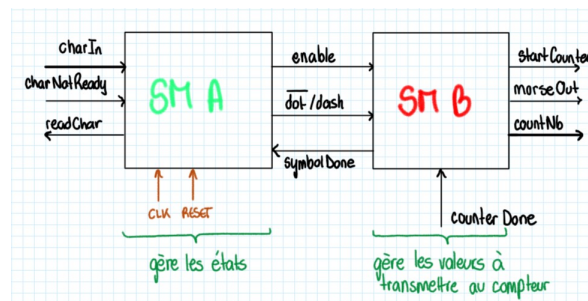 charIn
charNotReady
readChar
SM A
CLK RESET
gère les états
enable
dot/dash
symbolDone
SM B
startCounter
morseOut
countNb
counterDone
gère les valeurs à
transmettre au compteur